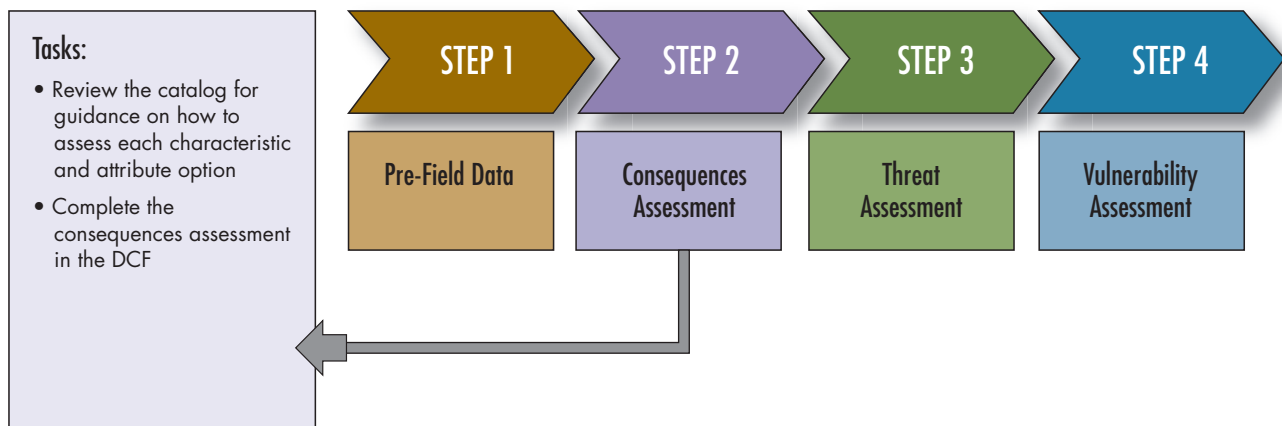 Tasks:
• Review the catalog for
guidance on how to
assess each characteristic
and attribute option
• Complete the
consequences assessment
in the DCF
STEP 1
STEP 2
STEP 3
STEP 4
Pre-Field Data
Consequences
Assessment
Threat
Assessment
Vulnerability
Assessment